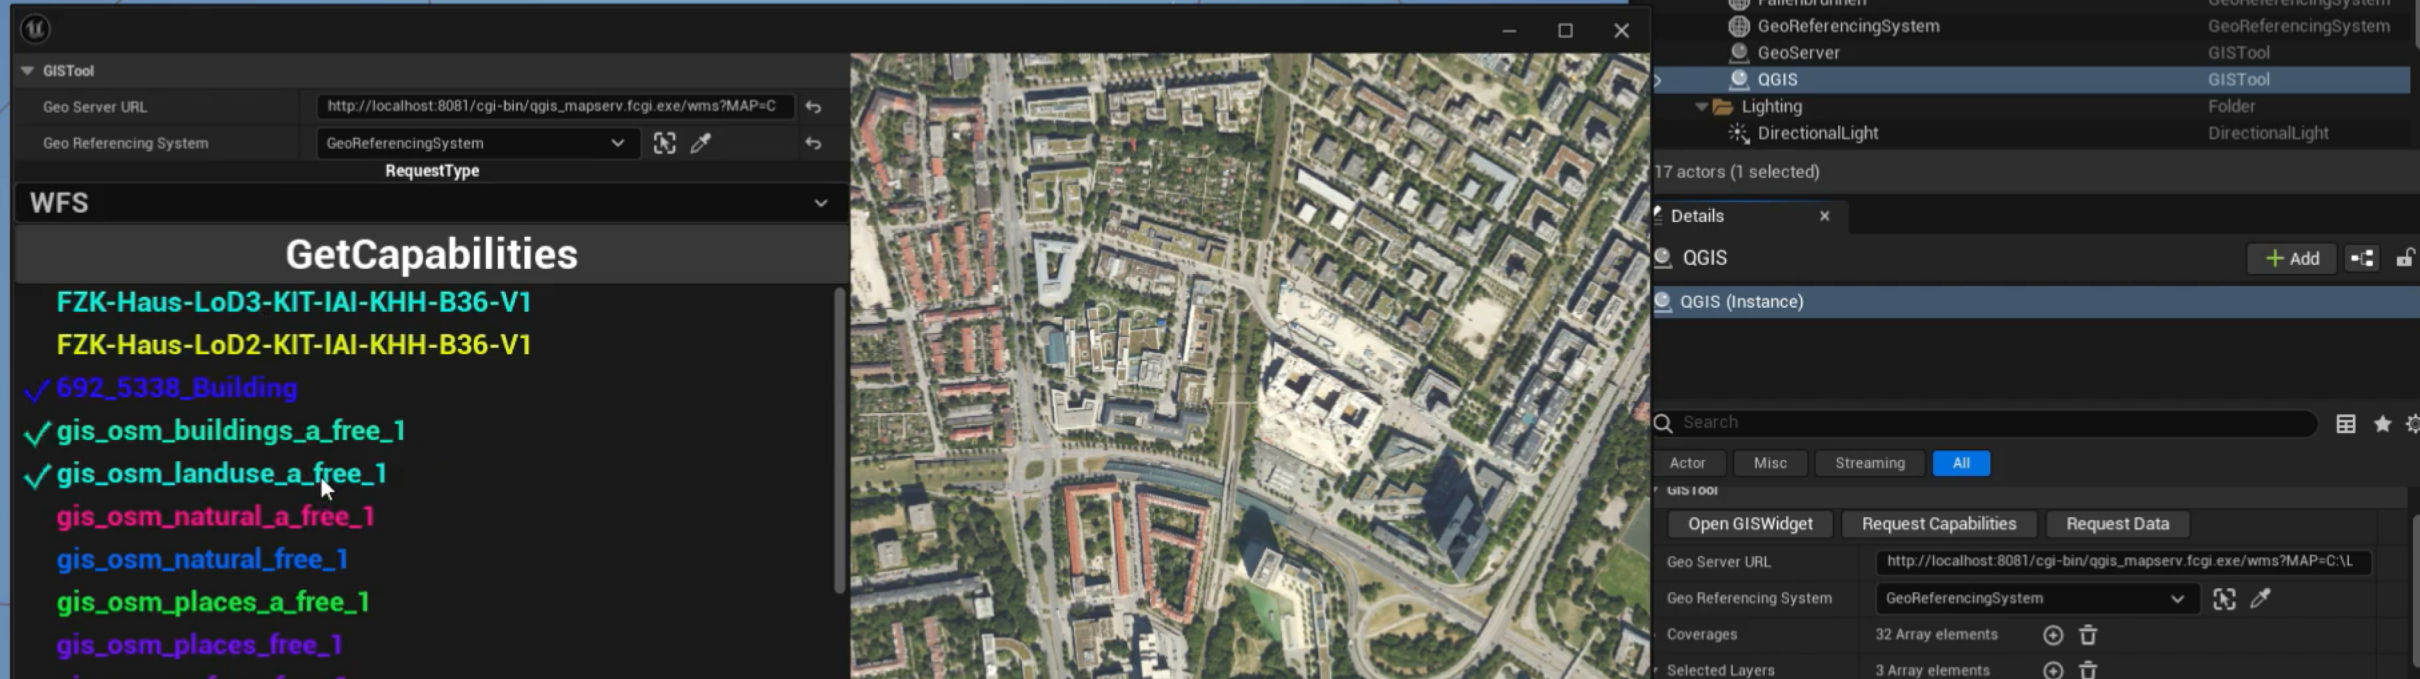 GISTool
Geo Server URL
http://localhost:8081/cgi-bin/qgis_mapserv.fcgi.exe/wms?MAP=C
Geo Referencing System
GeoReferencingSystem
RequestType
WFS
GetCapabilities
FZK-Haus-LoD3-KIT-IAI-KHH-B36-V1
FZK-Haus-LoD2-KIT-IAI-KHH-B36-V1
692_5338_Building
gis_osm_buildings_a_free_1
gis_osm_landuse_a_free_1
gis_osm_natural_a_free_1
gis_osm_natural_free_1
gis_osm_places_a_free_1
gis_osm_places_free_1
Fallenbrunnen GeoReferencingSystem
GeoReferencingSystem GeoReferencingSystem
GeoServer GISTool
QGIS GISTool
Lighting Folder
DirectionalLight DirectionalLight
17 actors (1 selected)
Details
QGIS
Add
QGIS (Instance)
Search
Actor Misc Streaming All
GISTool
Open GISWidget Request Capabilities Request Data
Geo Server URL http://localhost:8081/cgi-bin/qgis_mapserv.fcgi.exe/wms?MAP=C:\L
Geo Referencing System GeoReferencingSystem
Coverages 32 Array elements
Selected Layers 3 Array elements